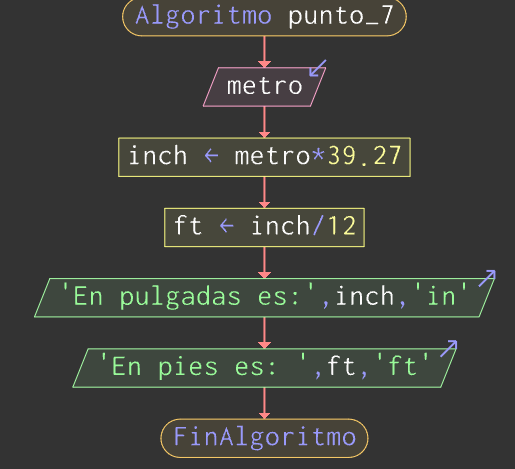 Algoritmo punto_7
metro
inch ← metro*39.27
ft ← inch/12
'En pulgadas es:',inch,'in'
'En pies es: ',ft,'ft'
FinAlgoritmo